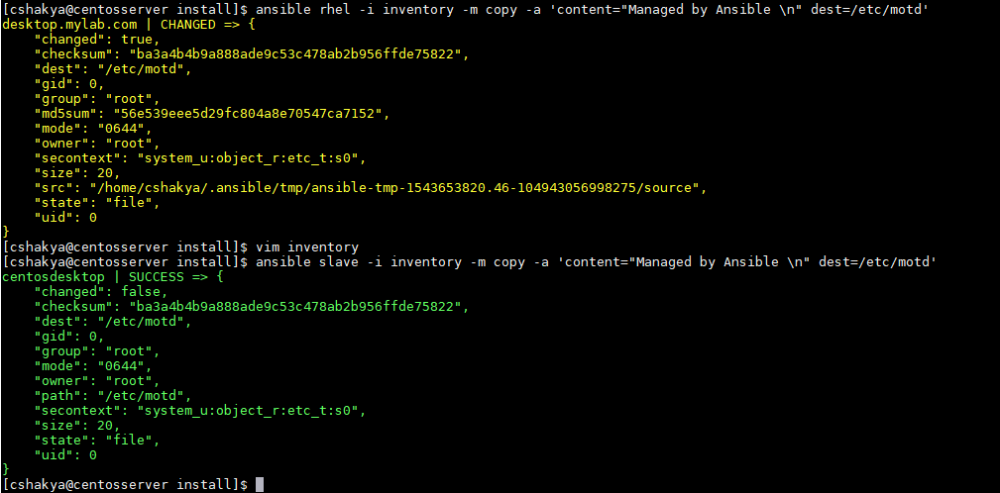 [cshakya@centosserver install]$ ansible rhel -i inventory -m copy -a 'content="Managed by Ansible \n" dest=/etc/motd'
desktop.mylab.com | CHANGED => {
    "changed": true,
    "checksum": "ba3a4b4b9a888ade9c53c478ab2b956ffde75822",
    "dest": "/etc/motd",
    "gid": 0,
    "group": "root",
    "md5sum": "56e539eee5d29fc804a8e70547ca7152",
    "mode": "0644",
    "owner": "root",
    "secontext": "system_u:object_r:etc_t:s0",
    "size": 20,
    "src": "/home/cshakya/.ansible/tmp/ansible-tmp-1543653820.46-104943056998275/source",
    "state": "file",
    "uid": 0
}
[cshakya@centosserver install]$ vim inventory
[cshakya@centosserver install]$ ansible slave -i inventory -m copy -a 'content="Managed by Ansible \n" dest=/etc/motd'
centosdesktop | SUCCESS => {
    "changed": false,
    "checksum": "ba3a4b4b9a888ade9c53c478ab2b956ffde75822",
    "dest": "/etc/motd",
    "gid": 0,
    "group": "root",
    "mode": "0644",
    "owner": "root",
    "path": "/etc/motd",
    "secontext": "system_u:object_r:etc_t:s0",
    "size": 20,
    "state": "file",
    "uid": 0
}
[cshakya@centosserver install]$